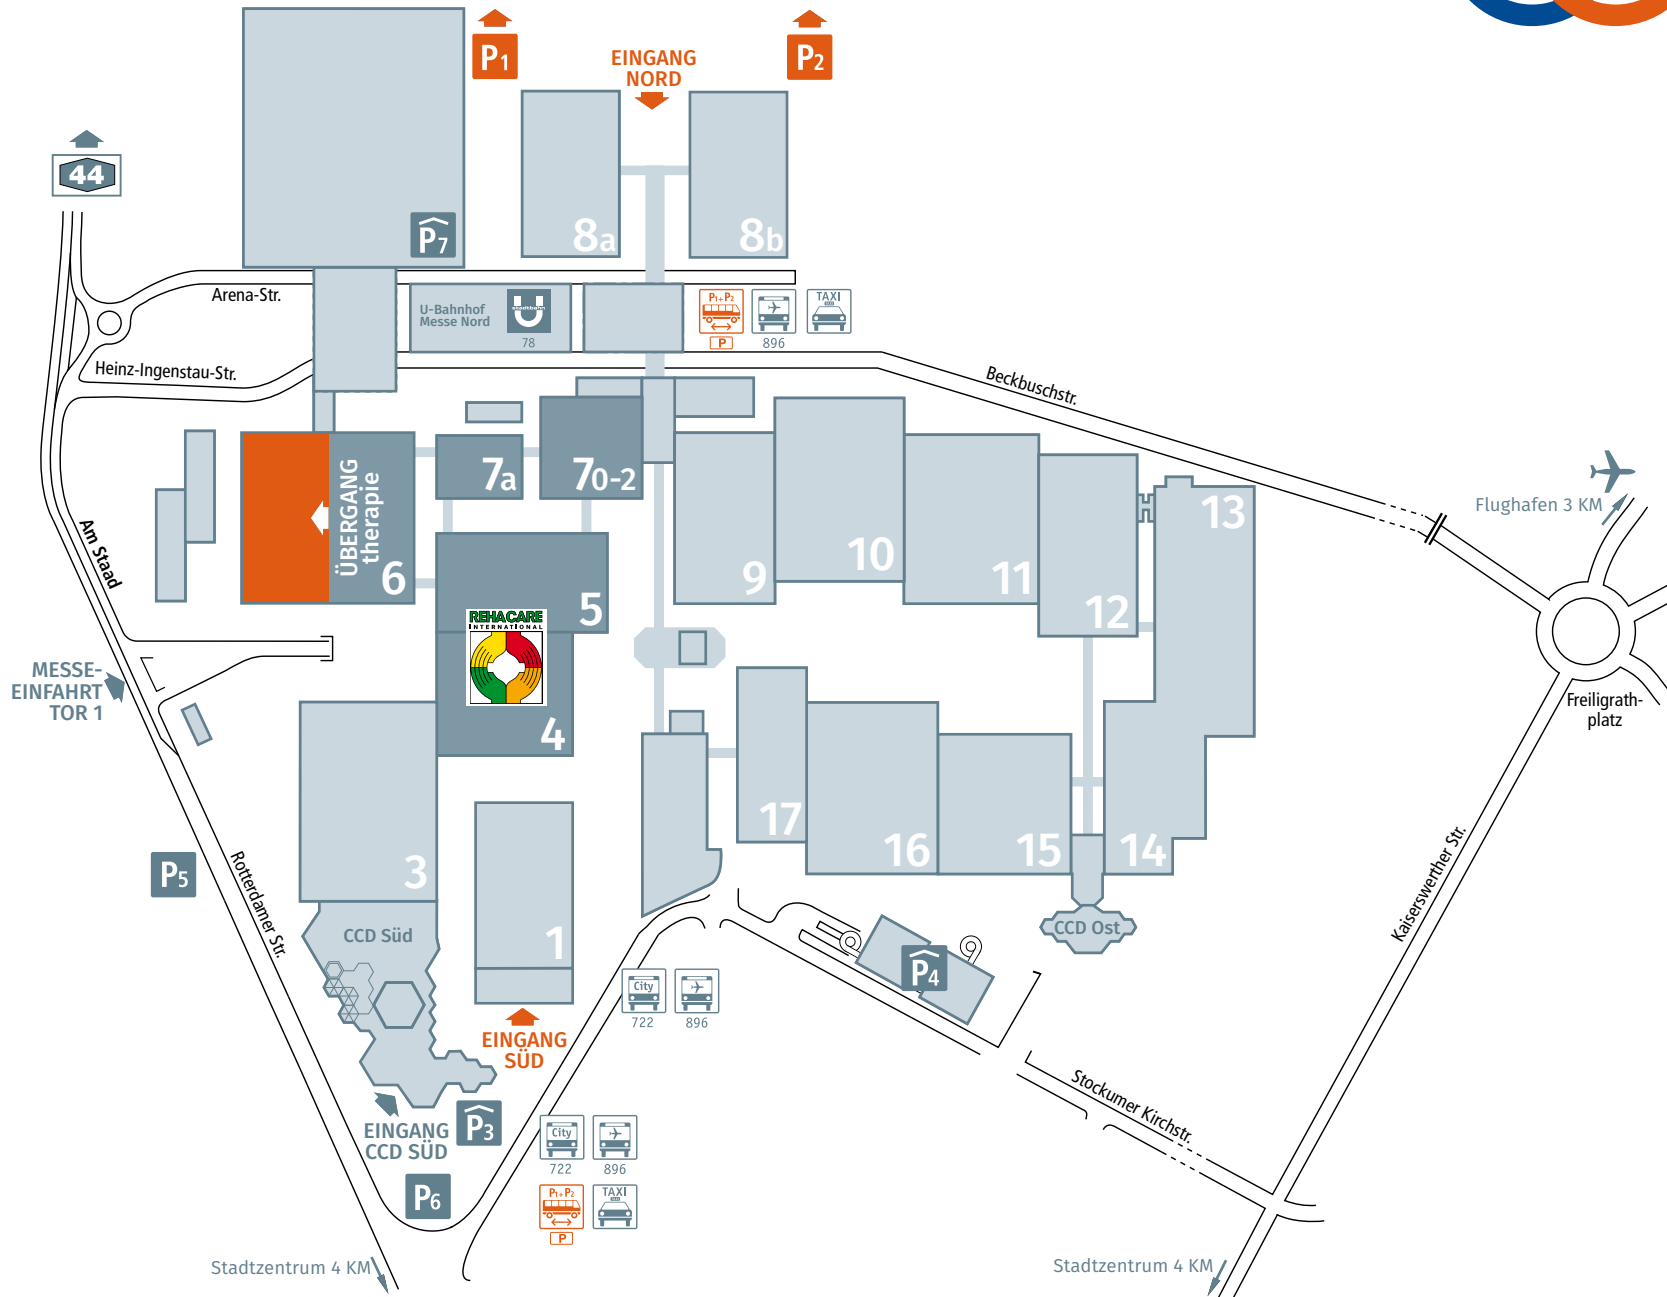 P1
P2
EINGANG
NORD
44
P7
8a
8b
Arena-Str.
U-Bahnhof
Messe Nord
U
Stadtbahn
78
P1+P2
P
896
TAXI
Heinz-Ingenstau-Str.
Beckbuschstr.
ÜBERGANG
therapie
6
7a
70-2
9
10
11
12
13
Flughafen 3 KM
Am Staad
5
REHACARE
INTERNATIONAL
4
MESSE-
EINFAHRT
TOR 1
Freiligrath-
platz
3
1
17
16
15
14
P5
Rotterdamer Str.
CCD Süd
CCD Ost
Kaiserswerther Str.
P4
City
722
896
EINGANG
SÜD
EINGANG
CCD SÜD
P3
Stockumer Kirchstr.
City
722
896
P6
P1+P2
P
TAXI
Stadtzentrum 4 KM
Stadtzentrum 4 KM